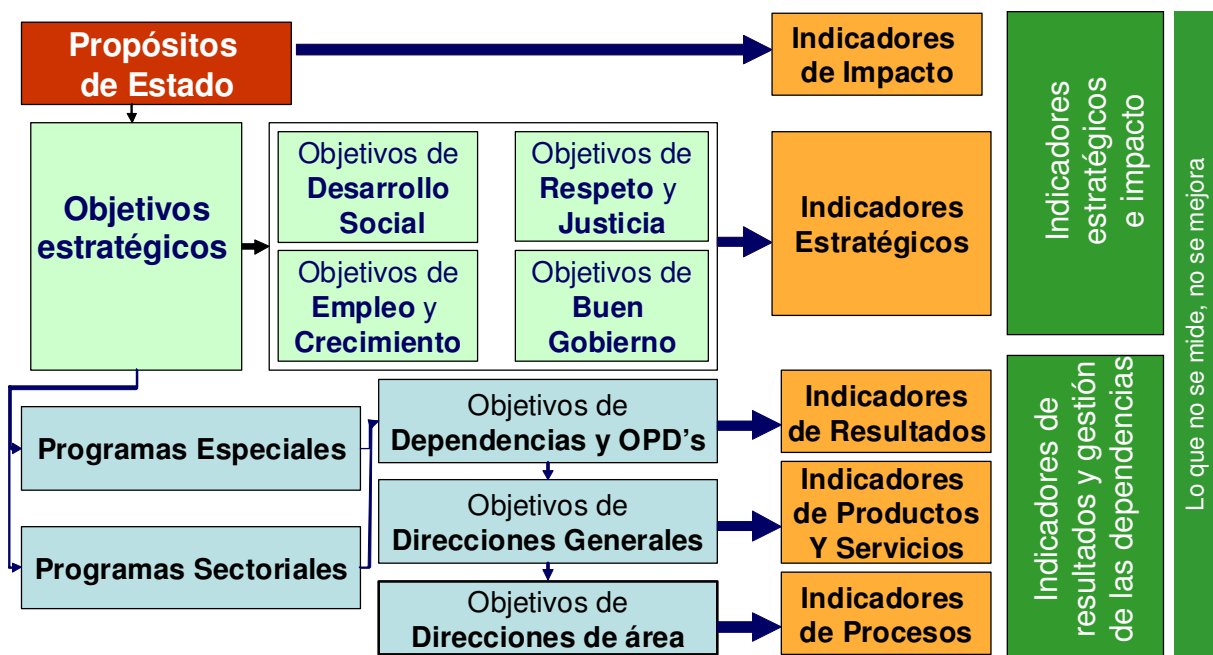 Propósitos
de Estado
Indicadores
de Impacto
Objetivos
estratégicos
Objetivos de
Desarrollo
Social
Objetivos de
Respeto y
Justicia
Objetivos de
Empleo y
Crecimiento
Objetivos de
Buen
Gobierno
Indicadores
Estratégicos
Indicadores
estratégicos
e impacto
Programas Especiales
Programas Sectoriales
Objetivos de
Dependencias y OPD's
Objetivos de
Direcciones Generales
Objetivos de
Direcciones de área
Indicadores
de Resultados
Indicadores
de Productos
Y Servicios
Indicadores
de Procesos
Indicadores de
resultados y gestión
de las dependencias
Lo que no se mide, no se mejora